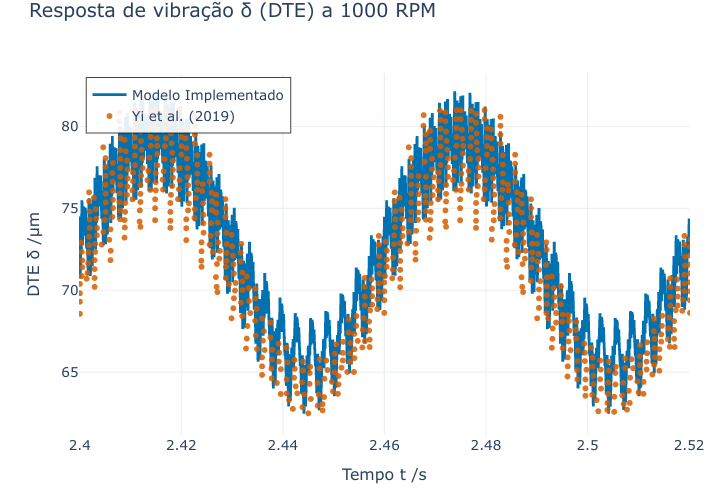 Resposta de vibração δ (DTE) a 1000 RPM
Modelo Implementado
Yi et al. (2019)
80
75
70
65
DTE δ /μm
2.4
2.42
2.44
2.46
2.48
2.5
2.52
Tempo t /s